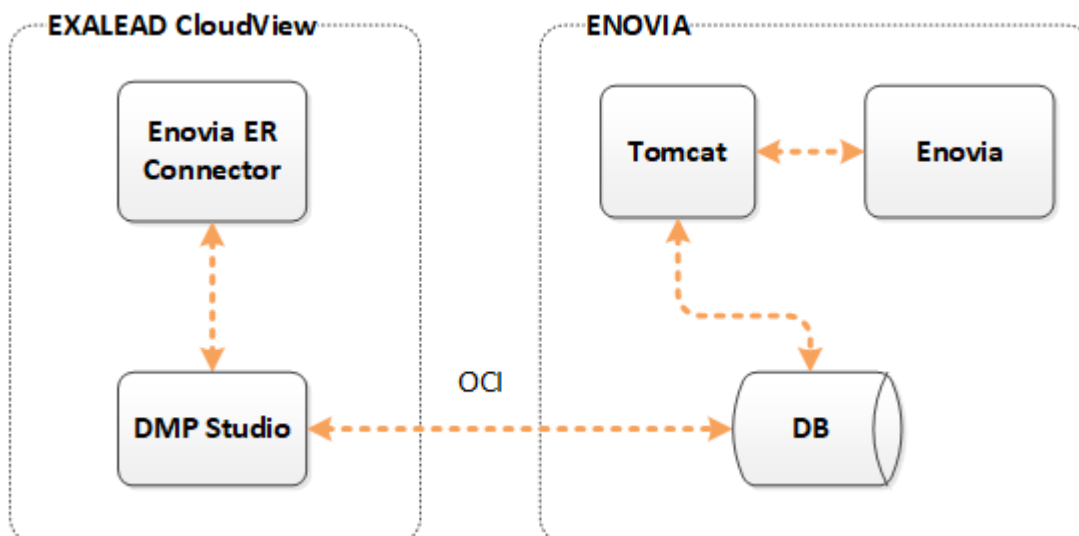 EXALEAD CloudView
ENOVIA
Enovia ER
Connector
Tomcat
Enovia
DMP Studio
OCI
DB